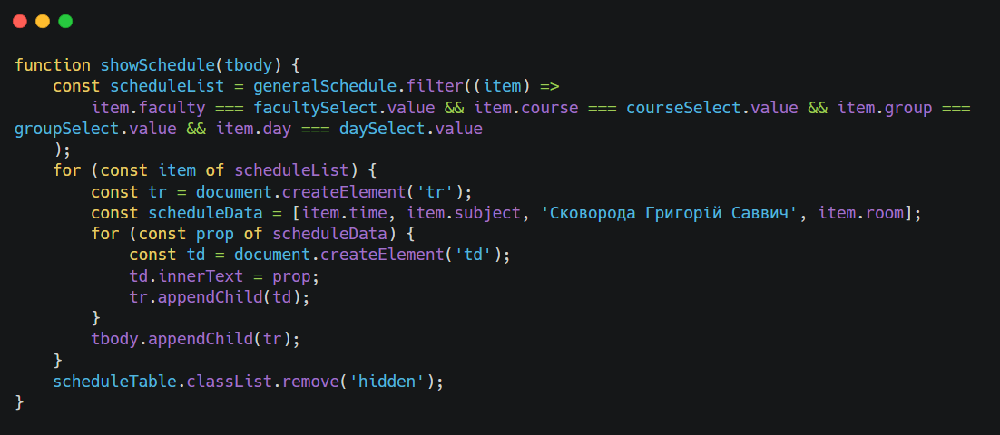 function showSchedule(tbody) {
    const scheduleList = generalSchedule.filter((item) =>
        item.faculty === facultySelect.value && item.course === courseSelect.value && item.group ===
groupSelect.value && item.day === daySelect.value
    );
    for (const item of scheduleList) {
        const tr = document.createElement('tr');
        const scheduleData = [item.time, item.subject, 'Сковорода Григорій Саввич', item.room];
        for (const prop of scheduleData) {
            const td = document.createElement('td');
            td.innerText = prop;
            tr.appendChild(td);
        }
        tbody.appendChild(tr);
    }
    scheduleTable.classList.remove('hidden');
}